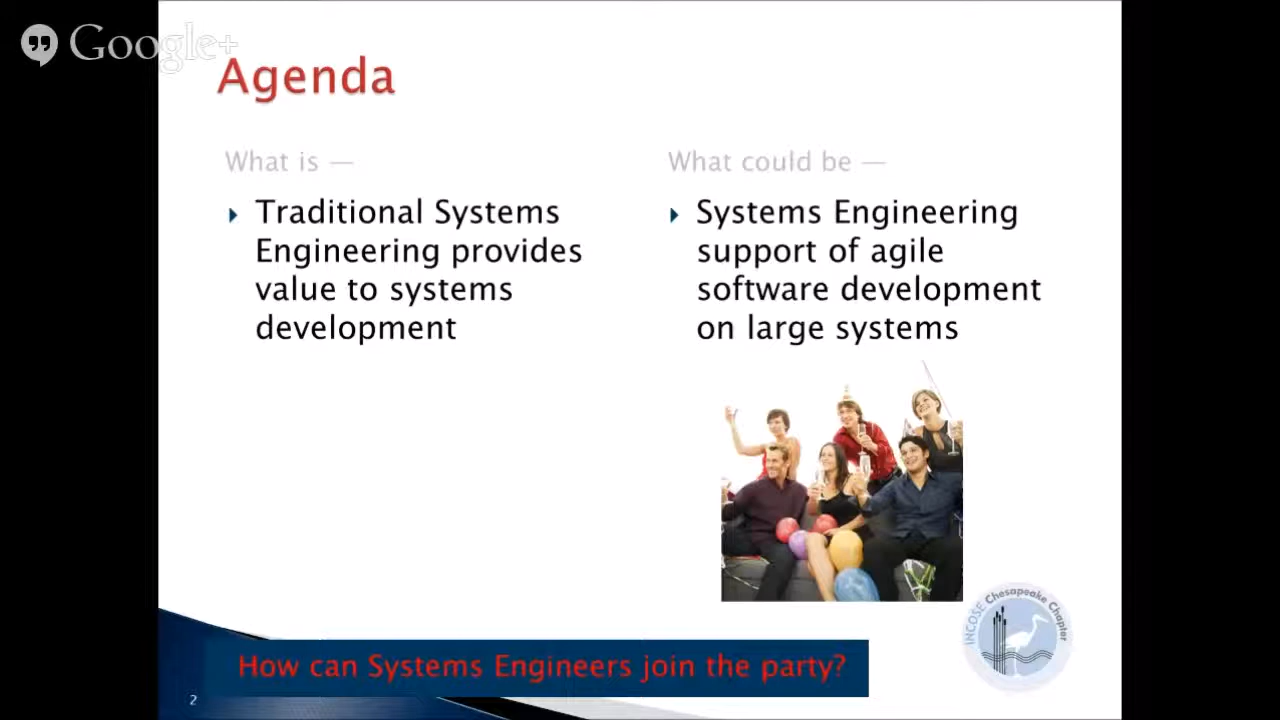 Google+
Agenda
What is —
Traditional Systems
Engineering provides
value to systems
development
What could be —
Systems Engineering
support of agile
software development
on large systems
INCOSE Chesapeake Chapter
How can Systems Engineers join the party?
2